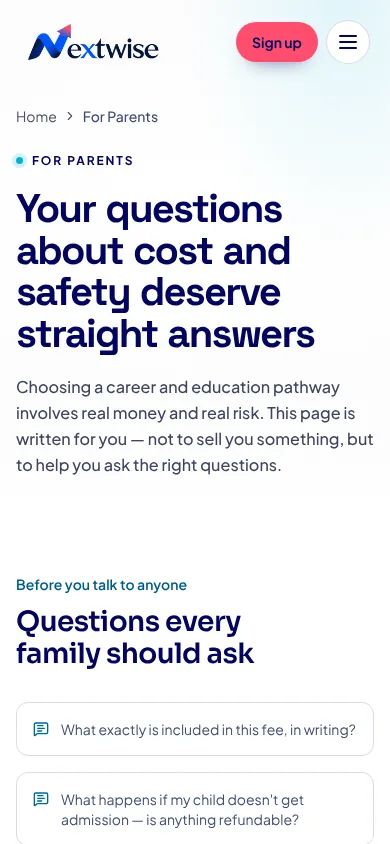 Nextwise
Sign up
Home > For Parents
FOR PARENTS
Your questions
about cost and
safety deserve
straight answers
Choosing a career and education pathway
involves real money and real risk. This page is
written for you — not to sell you something, but
to help you ask the right questions.
Before you talk to anyone
Questions every
family should ask
What exactly is included in this fee, in writing?
What happens if my child doesn't get
admission — is anything refundable?